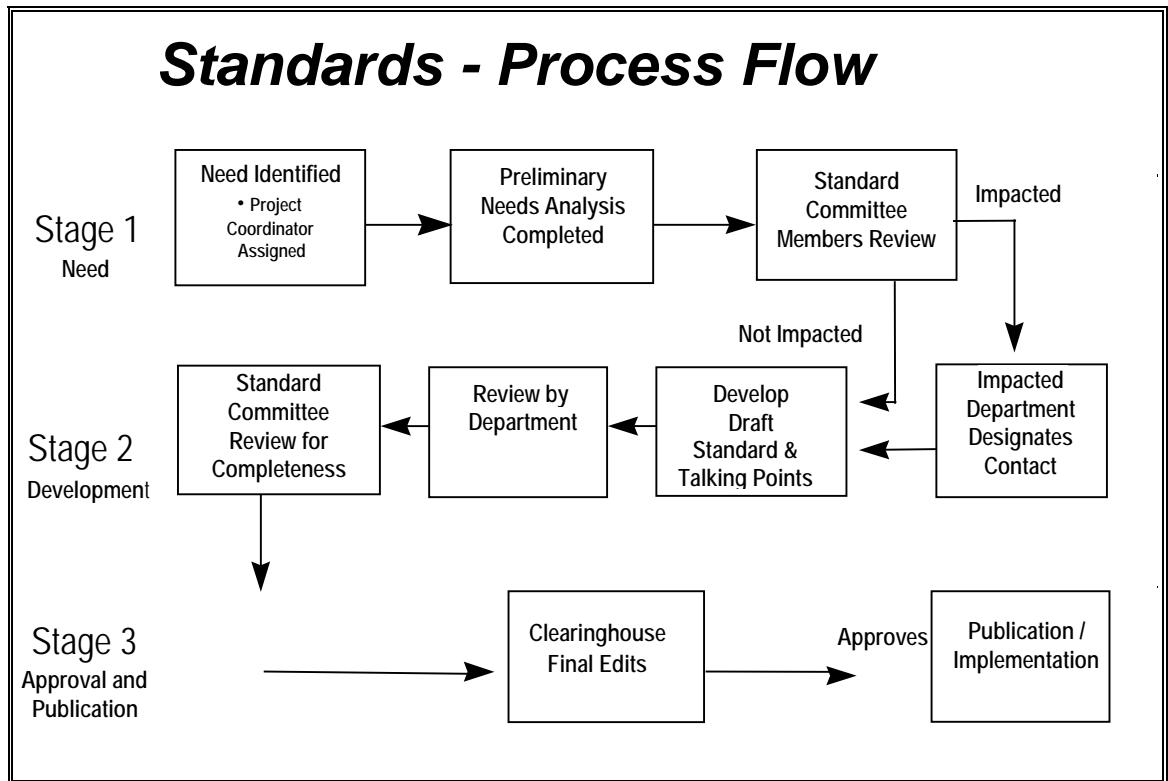 Standards - Process Flow
Stage 1
Need
Need Identified
• Project
Coordinator
Assigned
Preliminary
Needs Analysis
Completed
Standard
Committee
Members Review
Impacted
Not Impacted
Stage 2
Development
Standard
Committee
Review for
Completeness
Review by
Department
Develop
Draft
Standard &
Talking Points
Impacted
Department
Designates
Contact
Stage 3
Approval and
Publication
Clearinghouse
Final Edits
Approves
Publication /
Implementation